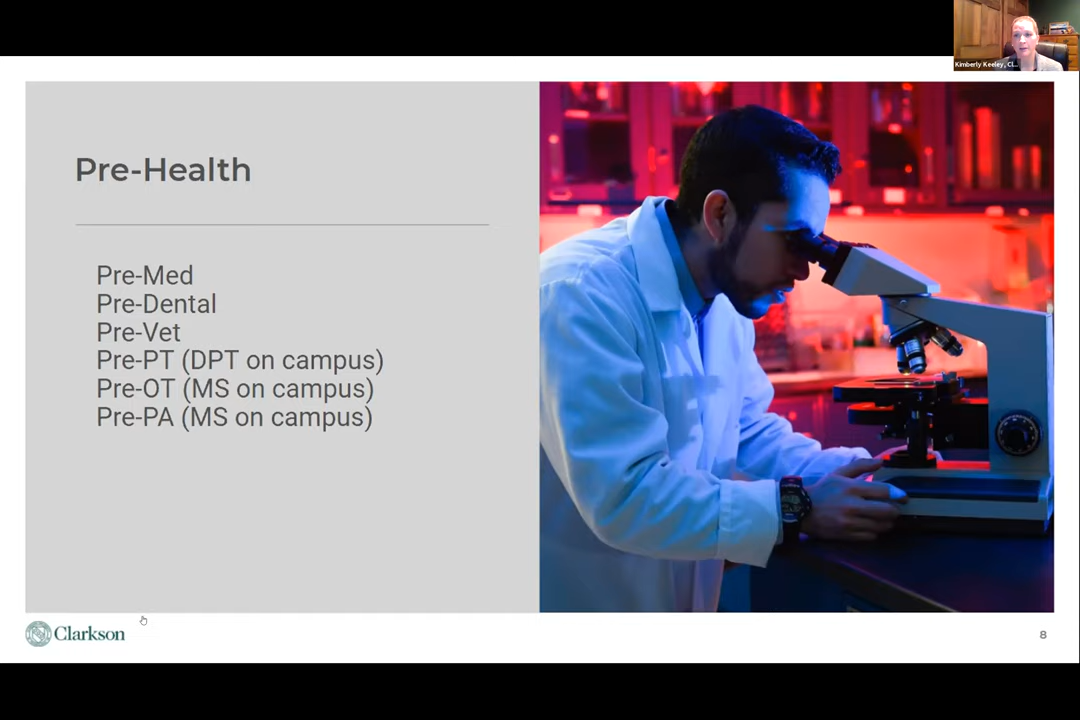 Kimberly Keeley, CL...
Pre-Health
Pre-Med
Pre-Dental
Pre-Vet
Pre-PT (DPT on campus)
Pre-OT (MS on campus)
Pre-PA (MS on campus)
Clarkson
8